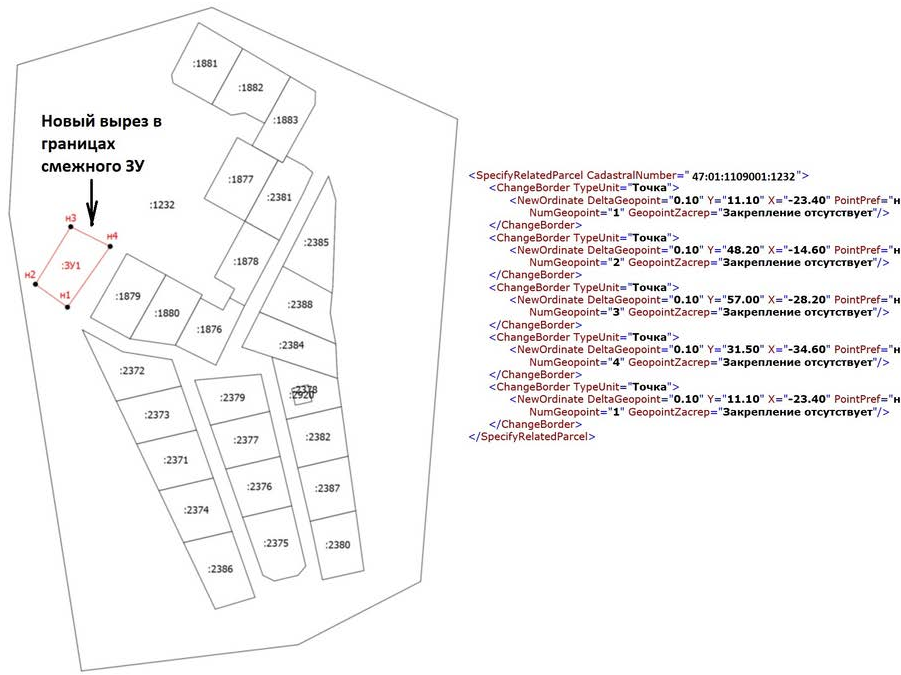 :1881
:1882
:1883
Новый вырез в
границах
смежного ЗУ
:1877
:2381
:1232
н3
н4
:ЗУ1
н2
н1
:2385
:1878
:1879
:1880
:1876
:2388
:2384
:2372
:2378
:2920
:2379
:2373
:2377
:2382
:2371
:2376
:2387
:2374
:2375
:2380
:2386
<SpecifyRelatedParcel CadastralNumber=" 47:01:1109001:1232">
<ChangeBorder TypeUnit="Точка">
<NewOrdinate DeltaGeopoint="0.10" Y="11.10" X="-23.40" PointPref="н
NumGeopoint="1" GeopointZacrep="Закрепление отсутствует"/>
</ChangeBorder>
<ChangeBorder TypeUnit="Точка">
<NewOrdinate DeltaGeopoint="0.10" Y="48.20" X="-14.60" PointPref="н
NumGeopoint="2" GeopointZacrep="Закрепление отсутствует"/>
</ChangeBorder>
<ChangeBorder TypeUnit="Точка">
<NewOrdinate DeltaGeopoint="0.10" Y="57.00" X="-28.20" PointPref="н
NumGeopoint="3" GeopointZacrep="Закрепление отсутствует"/>
</ChangeBorder>
<ChangeBorder TypeUnit="Точка">
<NewOrdinate DeltaGeopoint="0.10" Y="31.50" X="-34.60" PointPref="н
NumGeopoint="4" GeopointZacrep="Закрепление отсутствует"/>
</ChangeBorder>
<ChangeBorder TypeUnit="Точка">
<NewOrdinate DeltaGeopoint="0.10" Y="11.10" X="-23.40" PointPref="н
NumGeopoint="1" GeopointZacrep="Закрепление отсутствует"/>
</ChangeBorder>
</SpecifyRelatedParcel>